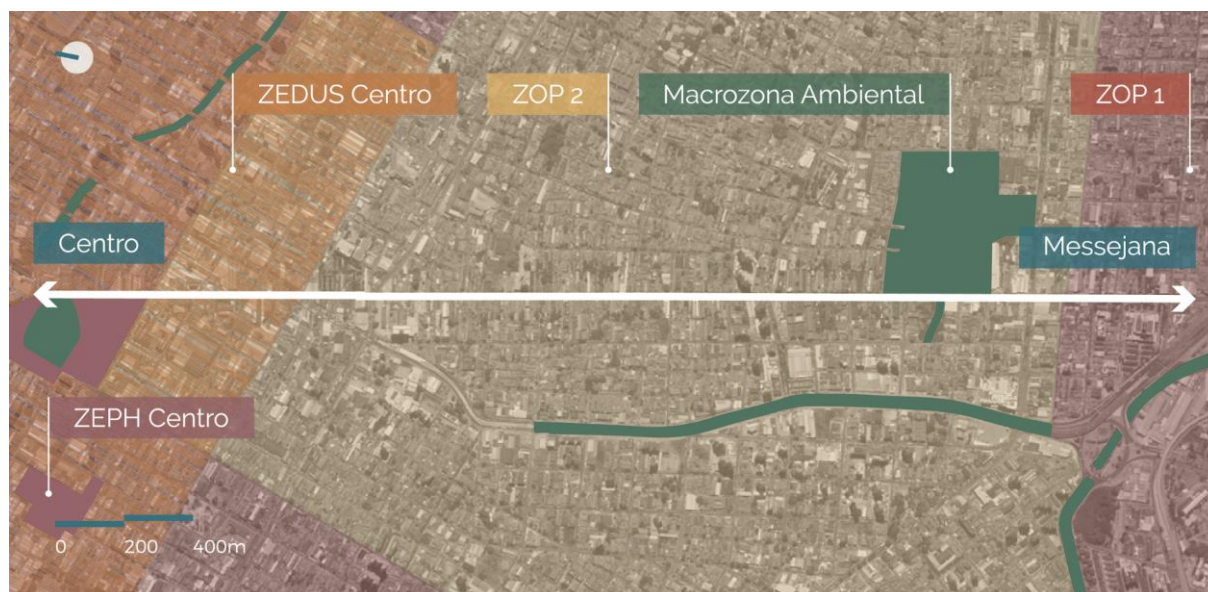 ZEDUS Centro
ZOP 2
Macrozona Ambiental
ZOP 1
Centro
Messejana
ZEPH Centro
0 200 400m